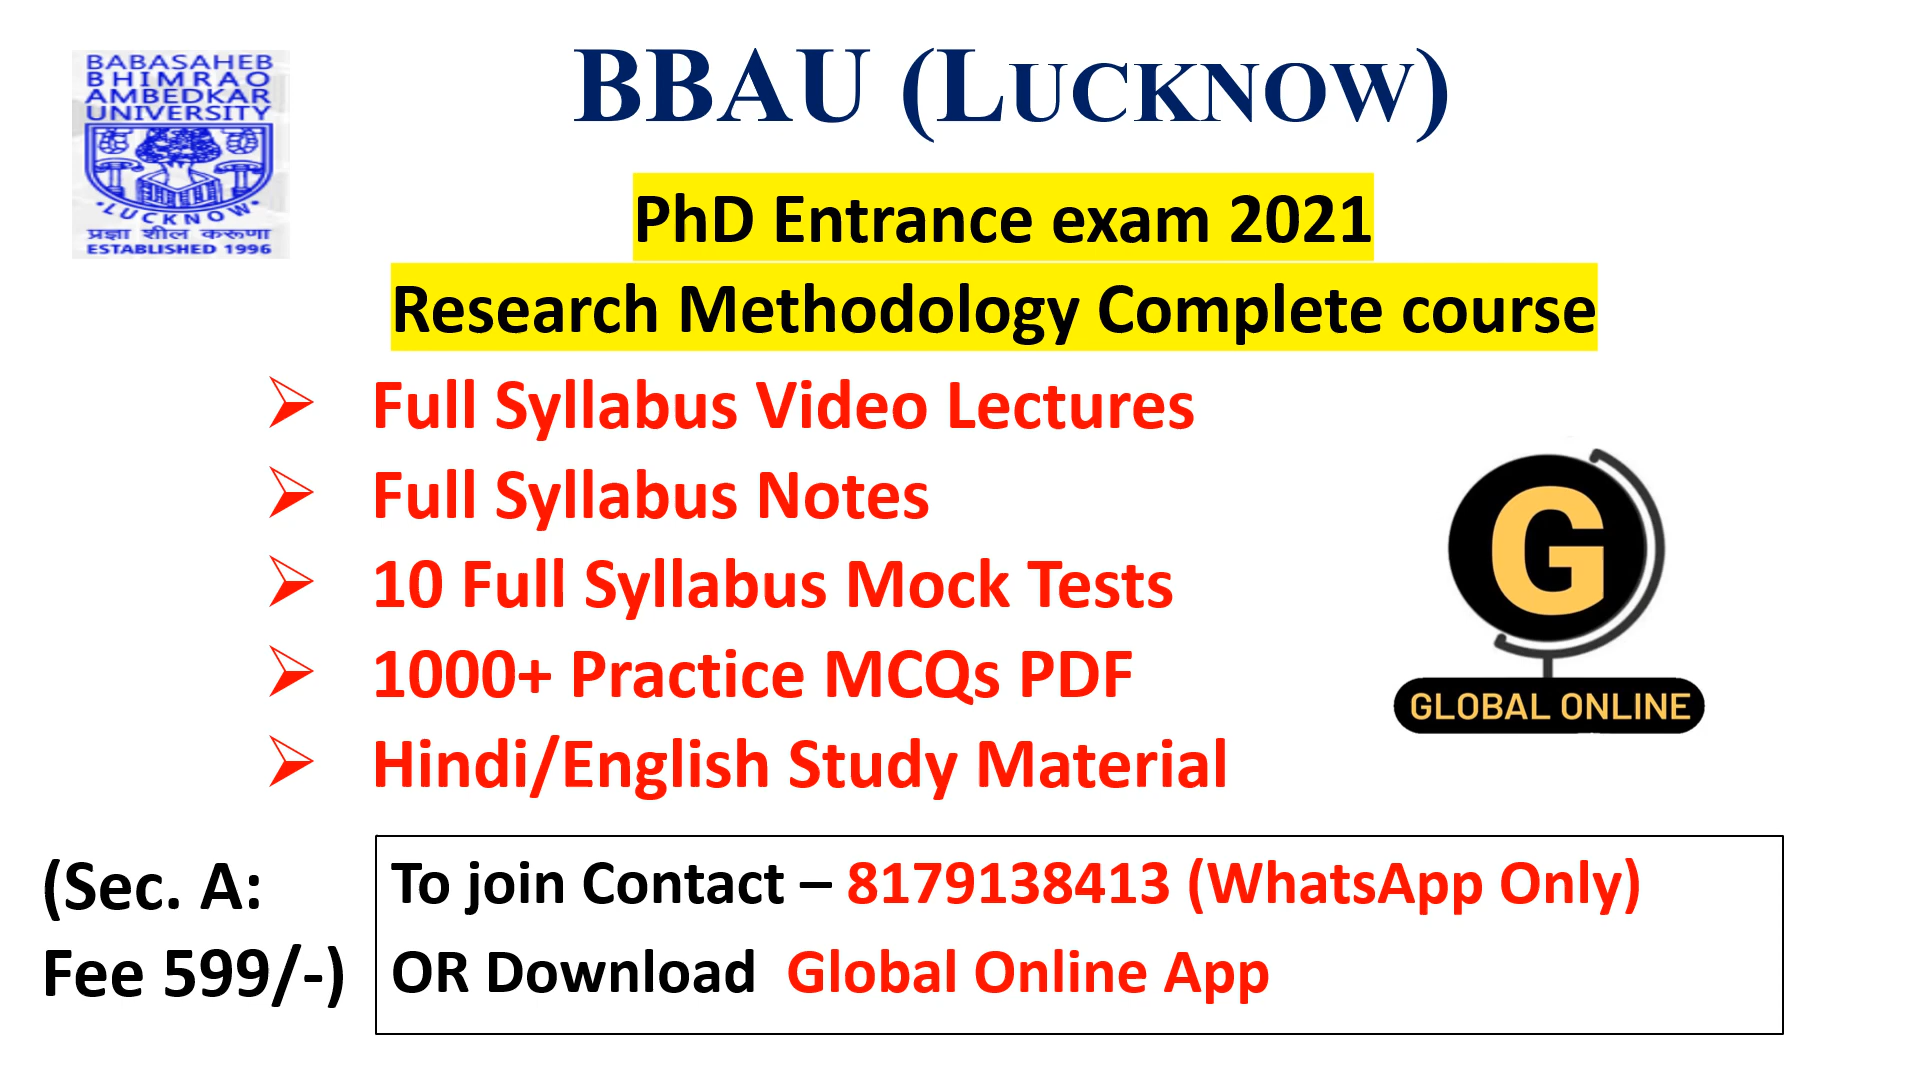 BABASAHEB
BHIMRAO
AMBEDKAR
UNIVERSITY
LUCKNOW
प्रज्ञा शील करूणा
ESTABLISHED 1996
BBAU (LUCKNOW)
PhD Entrance exam 2021
Research Methodology Complete course
➢ Full Syllabus Video Lectures
➢ Full Syllabus Notes
➢ 10 Full Syllabus Mock Tests
➢ 1000+ Practice MCQs PDF
➢ Hindi/English Study Material
G
GLOBAL ONLINE
(Sec. A:
Fee 599/-)
To join Contact – 8179138413 (WhatsApp Only)
OR Download Global Online App